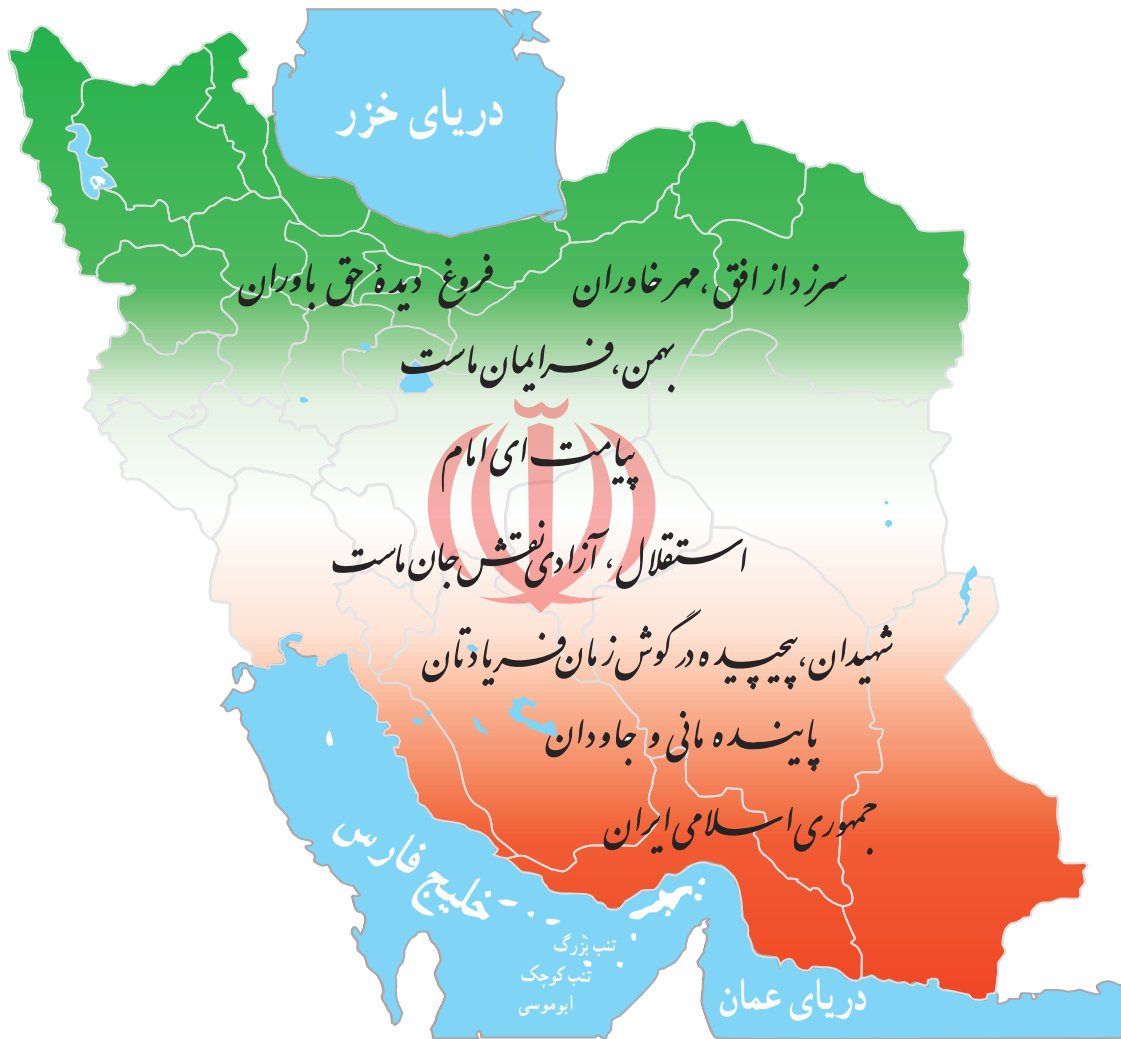 دریای خزر
سرزد از افق، مهر خاوران فروغ دیدهٔ حق باوران
بهمن، فر ایمان ماست
پیامت ای امام
استقلال، آزادی نقش جان ماست
شهیدان، پیچیده در گوش زمان فریادتان
پاینده مانی و جاودان
جمهوری اسلامی ایران
خلیج فارس
تنب بزرگ
تنب کوچک
ابوموسی
دریای عمان